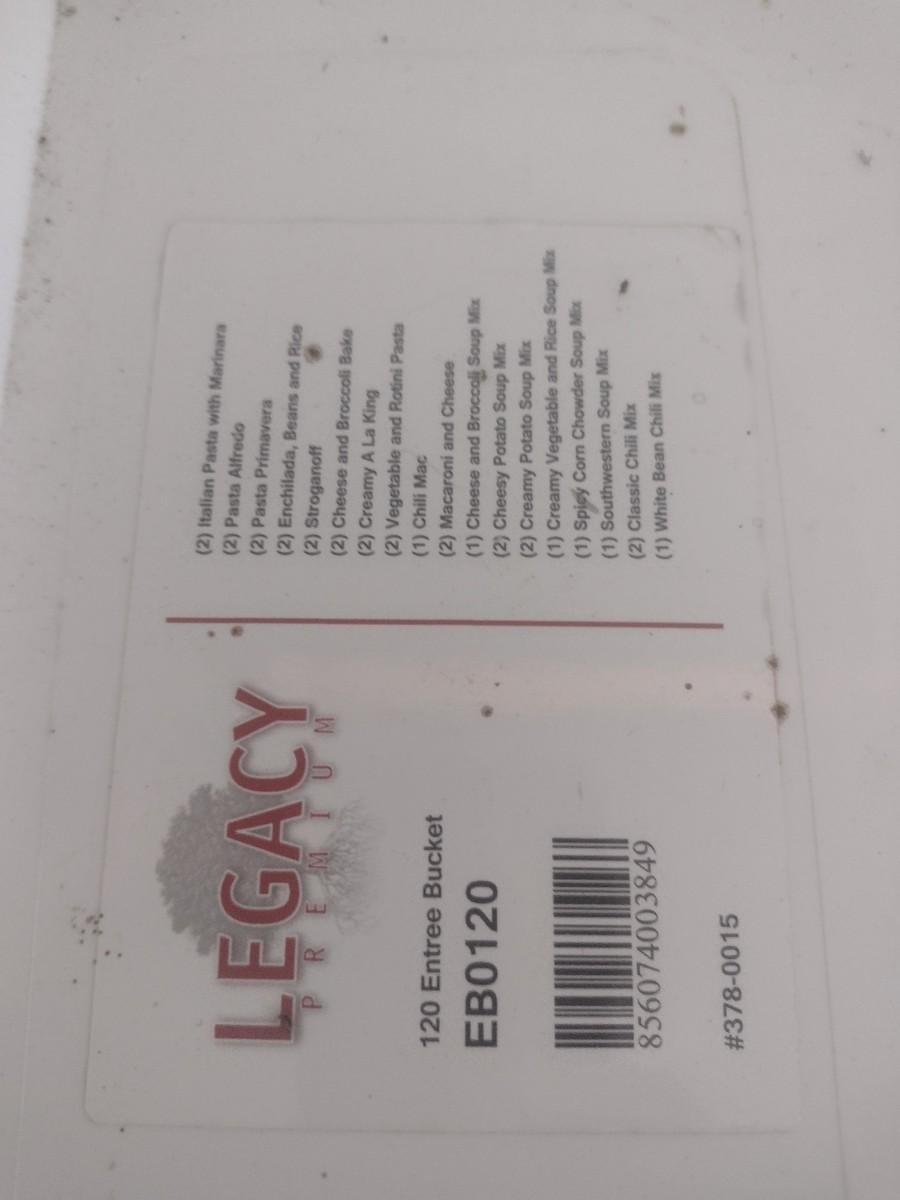 LEGACY
PREMIUM
120 Entree Bucket
EB0120
856074003849
#378-0015
(2) Italian Pasta with Marinara
(2) Pasta Alfredo
(2) Pasta Primavera
(2) Enchilada, Beans and Rice
(2) Stroganoff
(2) Cheese and Broccoli Bake
(2) Creamy A La King
(2) Vegetable and Rotini Pasta
(1) Chili Mac
(2) Macaroni and Cheese
(1) Cheese and Broccoli Soup Mix
(2) Cheesy Potato Soup Mix
(2) Creamy Potato Soup Mix
(1) Creamy Vegetable and Rice Soup Mix
(1) Spicy Corn Chowder Soup Mix
(1) Southwestern Soup Mix
(2) Classic Chili Mix
(1) White Bean Chili Mix